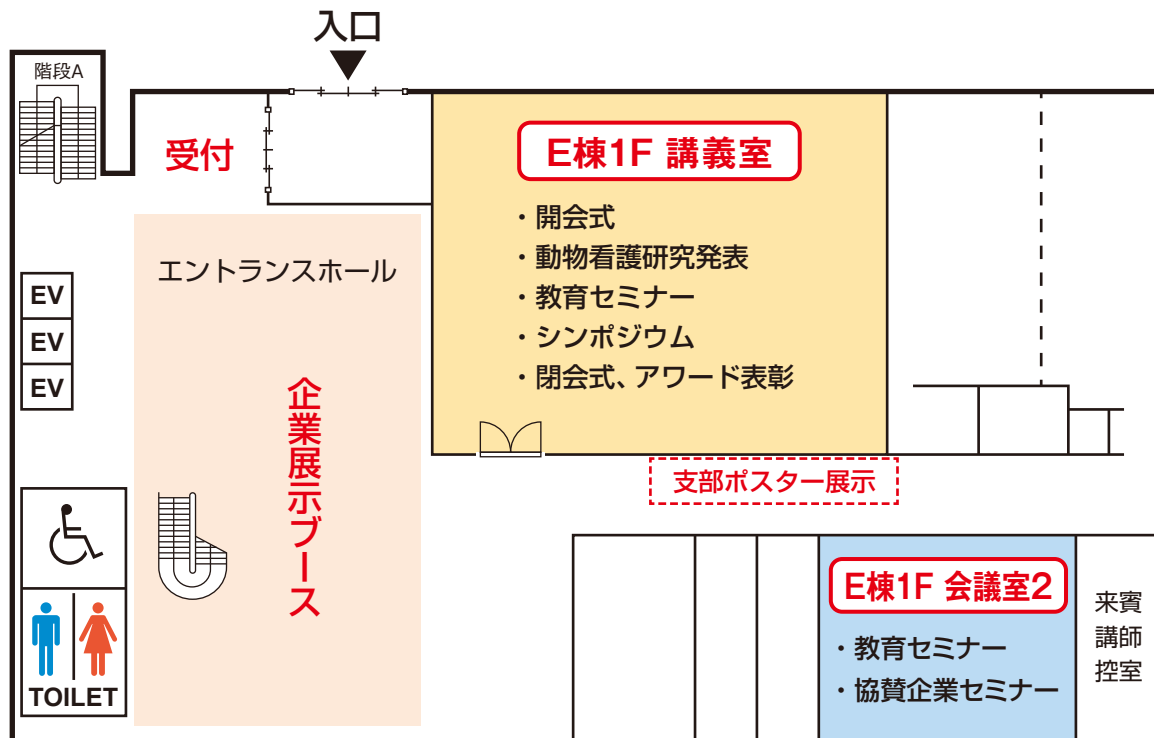 入口
階段A
受付
E棟1F 講義室
・開会式
・動物看護研究発表
・教育セミナー
・シンポジウム
・閉会式、アワード表彰
エントランスホール
EV
EV
EV
企業展示ブース
支部ポスター展示
TOILET
E棟1F 会議室2
・教育セミナー
・協賛企業セミナー
来賓
講師
控室